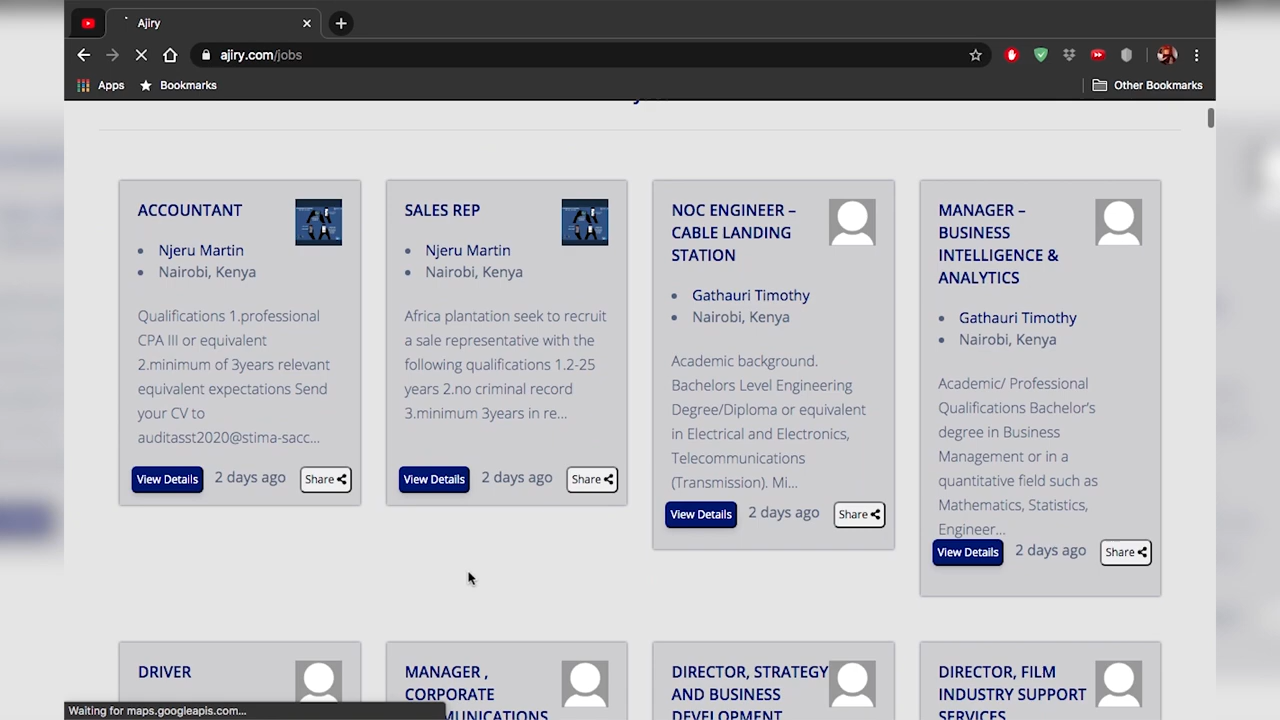 Ajiry
ajiry.com/jobs
Apps
Bookmarks
Other Bookmarks
ACCOUNTANT
Njeru Martin
Nairobi, Kenya
Qualifications 1.professional
CPA III or equivalent
2.minimum of 3years relevant
equivalent expectations Send
your CV to
auditasst2020@stima-sacc...
View Details
2 days ago
Share
SALES REP
Njeru Martin
Nairobi, Kenya
Africa plantation seek to recruit
a sale representative with the
following qualifications 1.2-25
years 2.no criminal record
3.minimum 3years in re...
View Details
2 days ago
Share
NOC ENGINEER –
CABLE LANDING
STATION
Gathauri Timothy
Nairobi, Kenya
Academic background.
Bachelors Level Engineering
Degree/Diploma or equivalent
in Electrical and Electronics,
Telecommunications
(Transmission). Mi...
View Details
2 days ago
Share
MANAGER –
BUSINESS
INTELLIGENCE &
ANALYTICS
Gathauri Timothy
Nairobi, Kenya
Academic/ Professional
Qualifications Bachelor's
degree in Business
Management or in a
quantitative field such as
Mathematics, Statistics,
Engineer...
View Details
2 days ago
Share
DRIVER
MANAGER ,
CORPORATE
COMMUNICATIONS
DIRECTOR, STRATEGY
AND BUSINESS
DEVELOPMENT
DIRECTOR, FILM
INDUSTRY SUPPORT
SERVICES
Waiting for maps.googleapis.com...